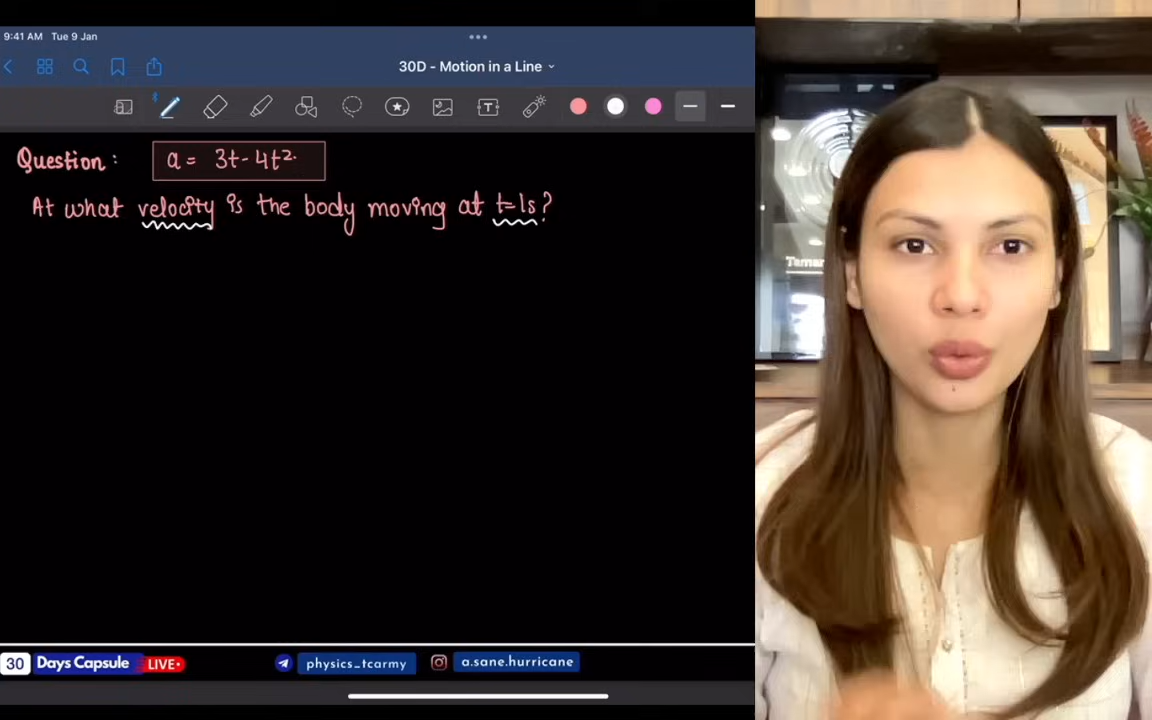 9:41 AM Tue 9 Jan
30D - Motion in a Line
Question: a = 3t - 4t².
At what velocity is the body moving at t=1s?
30 Days Capsule LIVE
physics_tcarmy
a.sane.hurricane